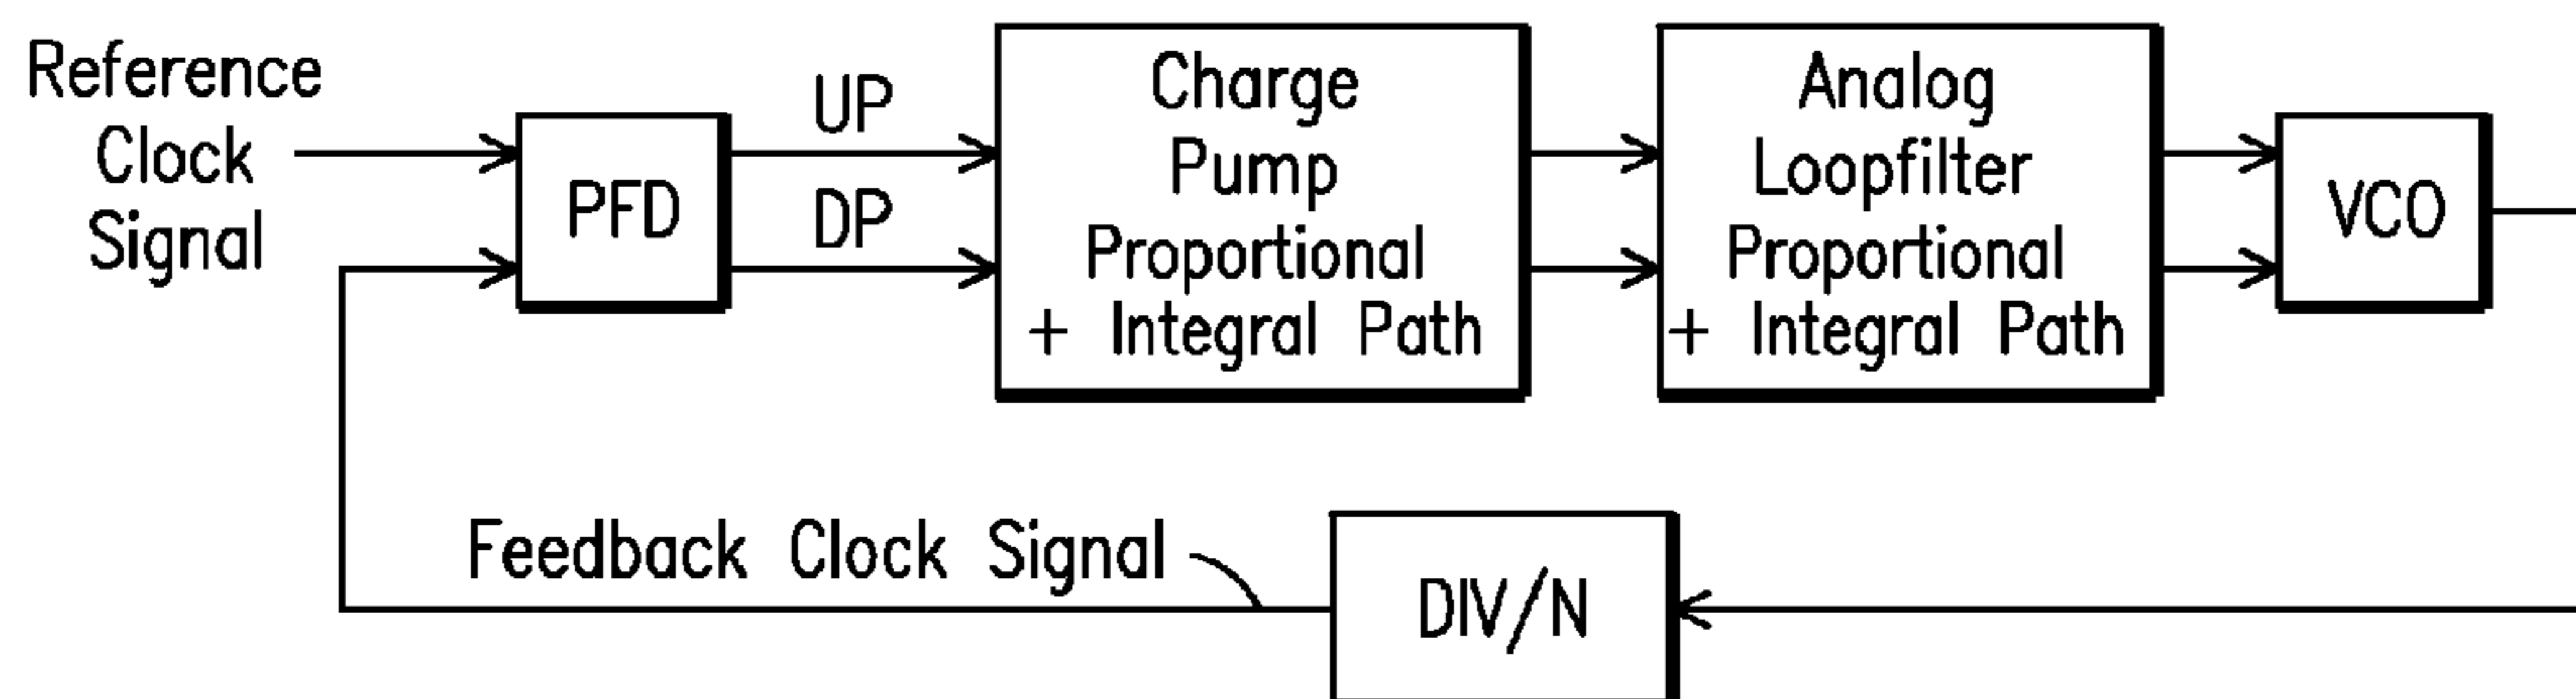 Reference
Clock
Signal
PFD
UP
DP
Charge
Pump
Proportional
+ Integral Path
Analog
Loopfilter
Proportional
+ Integral Path
VCO
Feedback Clock Signal
DIV/N